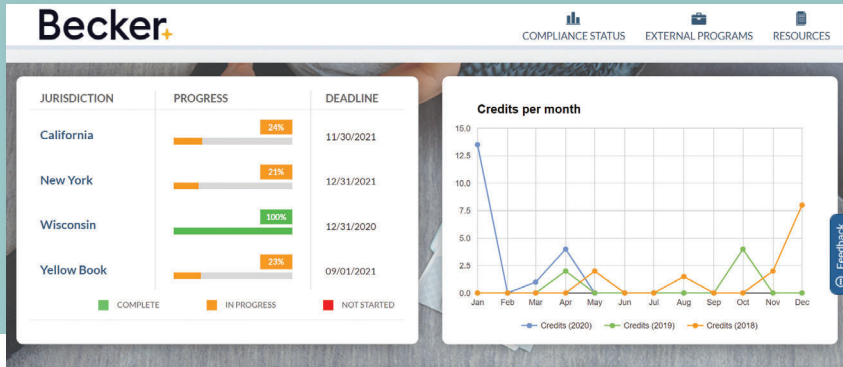 Becker+
COMPLIANCE STATUS EXTERNAL PROGRAMS RESOURCES
JURISDICTION PROGRESS DEADLINE
California 24% 11/30/2021
New York 21% 12/31/2021
Wisconsin 100% 12/31/2020
Yellow Book 23% 09/01/2021
COMPLETE IN PROGRESS NOT STARTED
Credits per month
15.0
12.5
10.0
7.5
5.0
2.5
0.0
Jan Feb Mar Apr May Jun Jul Aug Sep Oct Nov Dec
Credits (2020) Credits (2019) Credits (2018)
Feedback